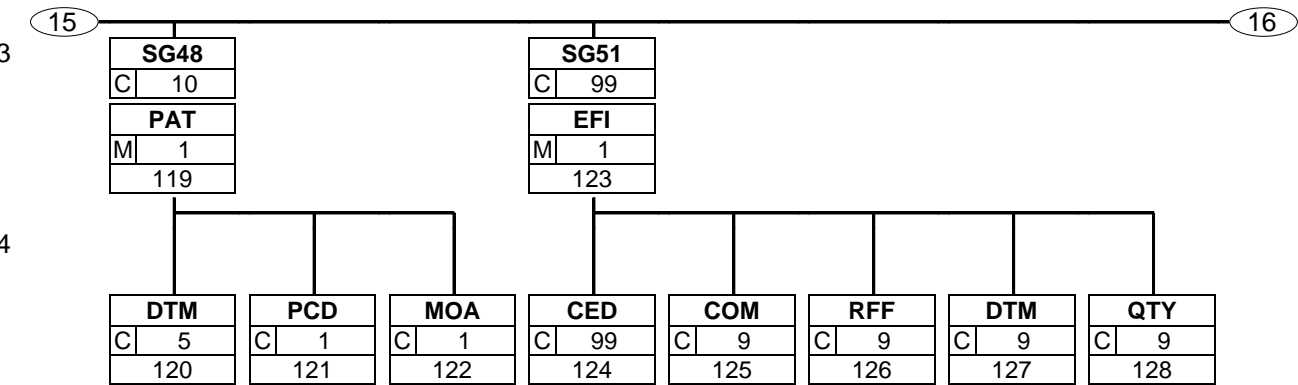 15 16
3
SG48 SG51
C 10 C 99
PAT EFI
M 1 M 1
119 123
4
DTM PCD MOA CED COM RFF DTM QTY
C 5 C 1 C 1 C 99 C 9 C 9 C 9 C 9
120 121 122 124 125 126 127 128